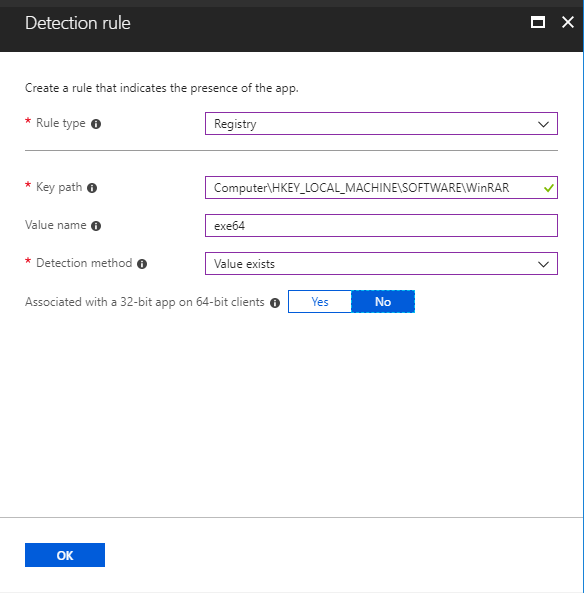 Detection rule
Create a rule that indicates the presence of the app.
* Rule type
Registry
* Key path
Computer\HKEY_LOCAL_MACHINE\SOFTWARE\WinRAR
Value name
exe64
* Detection method
Value exists
Associated with a 32-bit app on 64-bit clients
Yes
No
OK